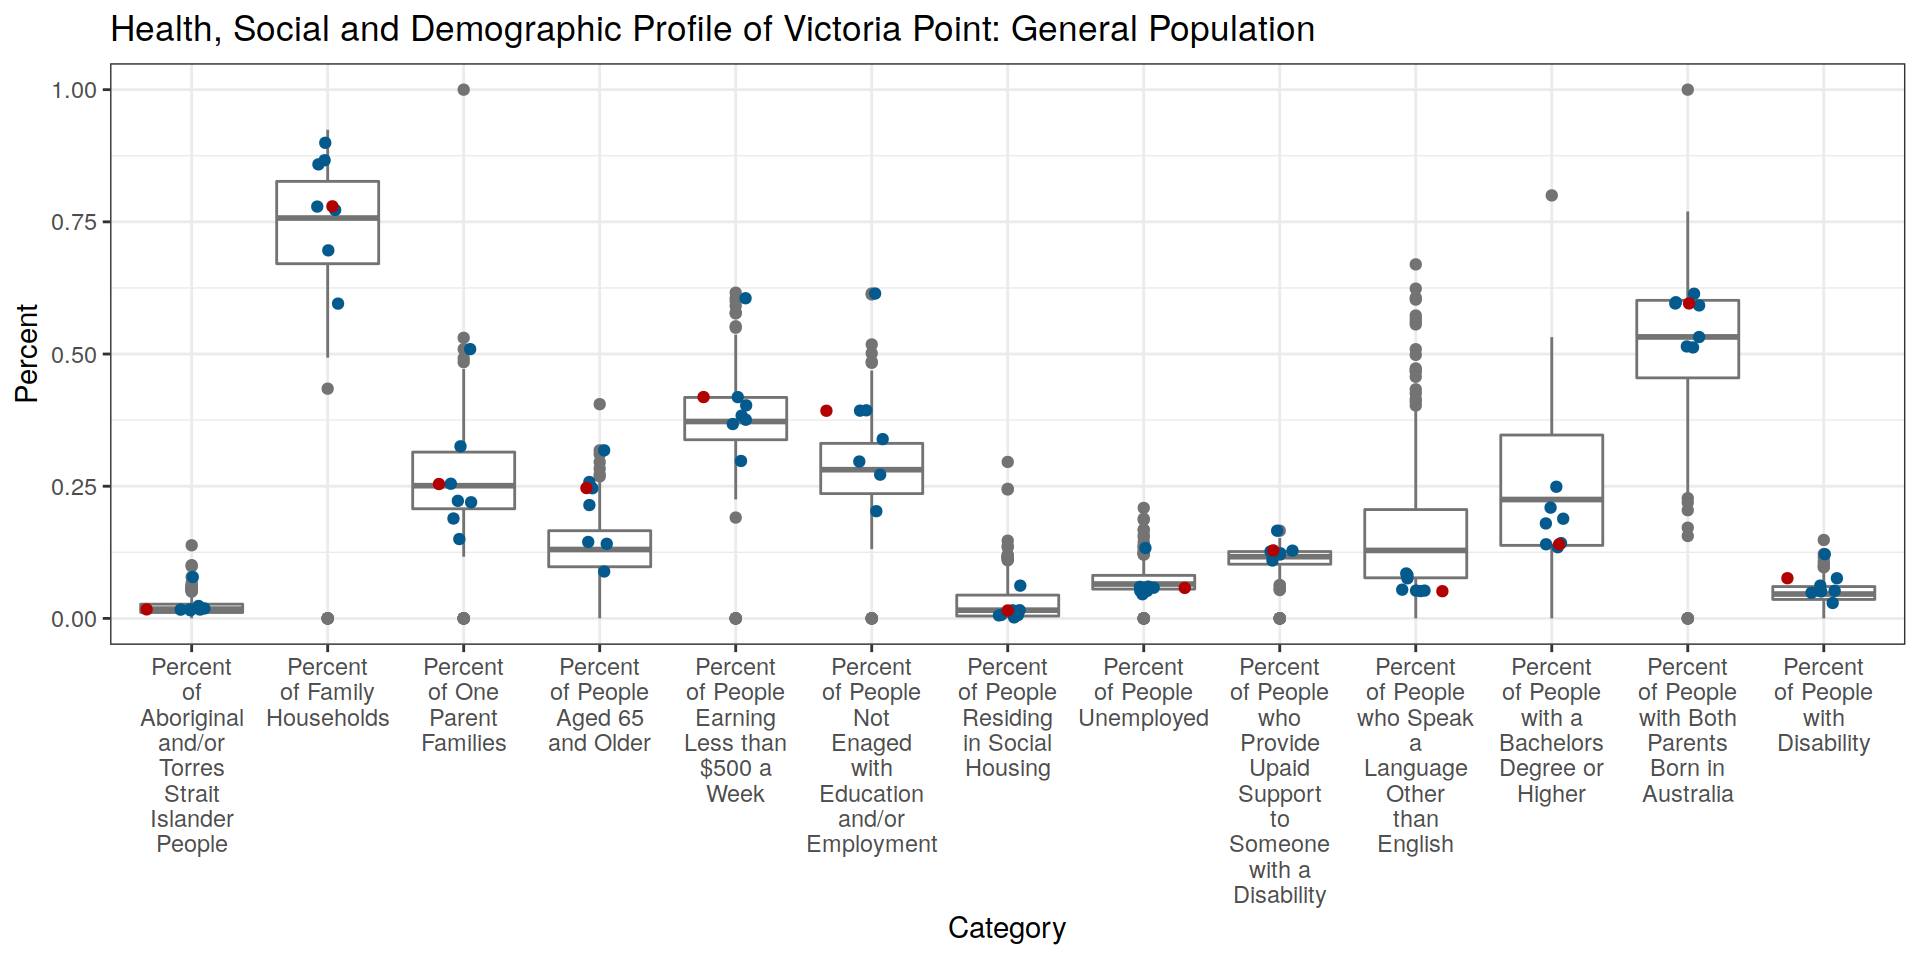 Health, Social and Demographic Profile of Victoria Point: General Population
Percent
1.00
0.75
0.50
0.25
0.00
Percent
of
Aboriginal
and/or
Torres
Strait
Islander
People
Percent
of Family
Households
Percent
of One
Parent
Families
Percent
of People
Aged 65
and Older
Percent
of People
Earning
Less than
$500 a
Week
Percent
of People
Not
Enaged
with
Education
and/or
Employment
Percent
of People
Residing
in Social
Housing
Percent
of People
Unemployed
Percent
of People
who
Provide
Upaid
Support
to
Someone
with a
Disability
Percent
of People
who Speak
a
Language
Other
than
English
Percent
of People
with a
Bachelors
Degree or
Higher
Percent
of People
with Both
Parents
Born in
Australia
Percent
of People
with
Disability
Category